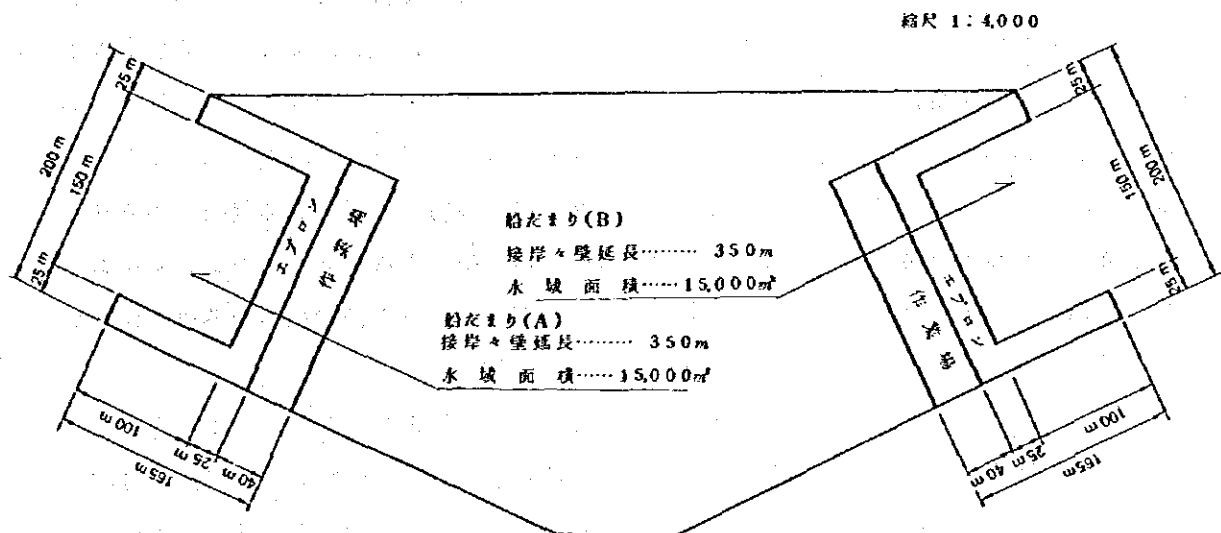 縮尺 1:4,000
25m
200m
150m
25m
エプロン
作業場
船だまり(B)
接岸々壁延長……… 350m
水域面積……15,000m²
船だまり(A)
接岸々壁延長……… 350m
水域面積……15,000m²
100m
25m
40m
165m
25m
150m
200m
25m
エプロン
作業場
100m
25m
40m
165m